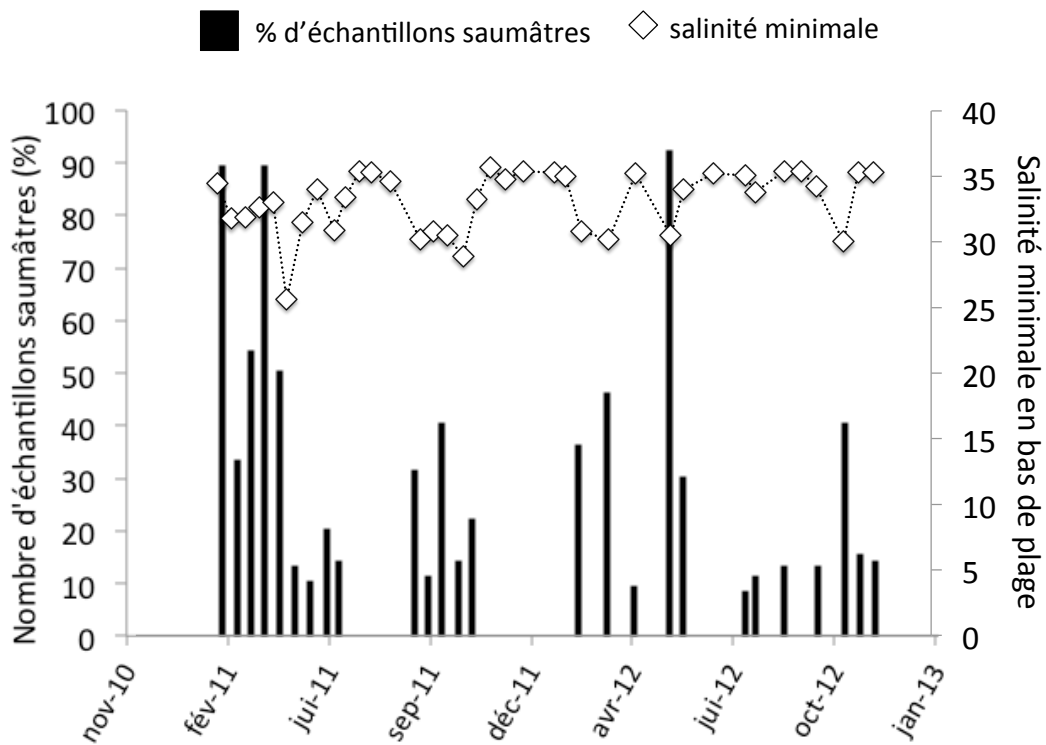 % d'échantillons saumâtres
salinité minimale
Nombre d'échantillons saumâtres (%)
100
90
80
70
60
50
40
30
20
10
0
40
35
30
25
20
15
10
5
0
Salinité minimale en bas de plage
nov-10
fév-11
jui-11
sep-11
déc-11
avr-12
jui-12
oct-12
jan-13